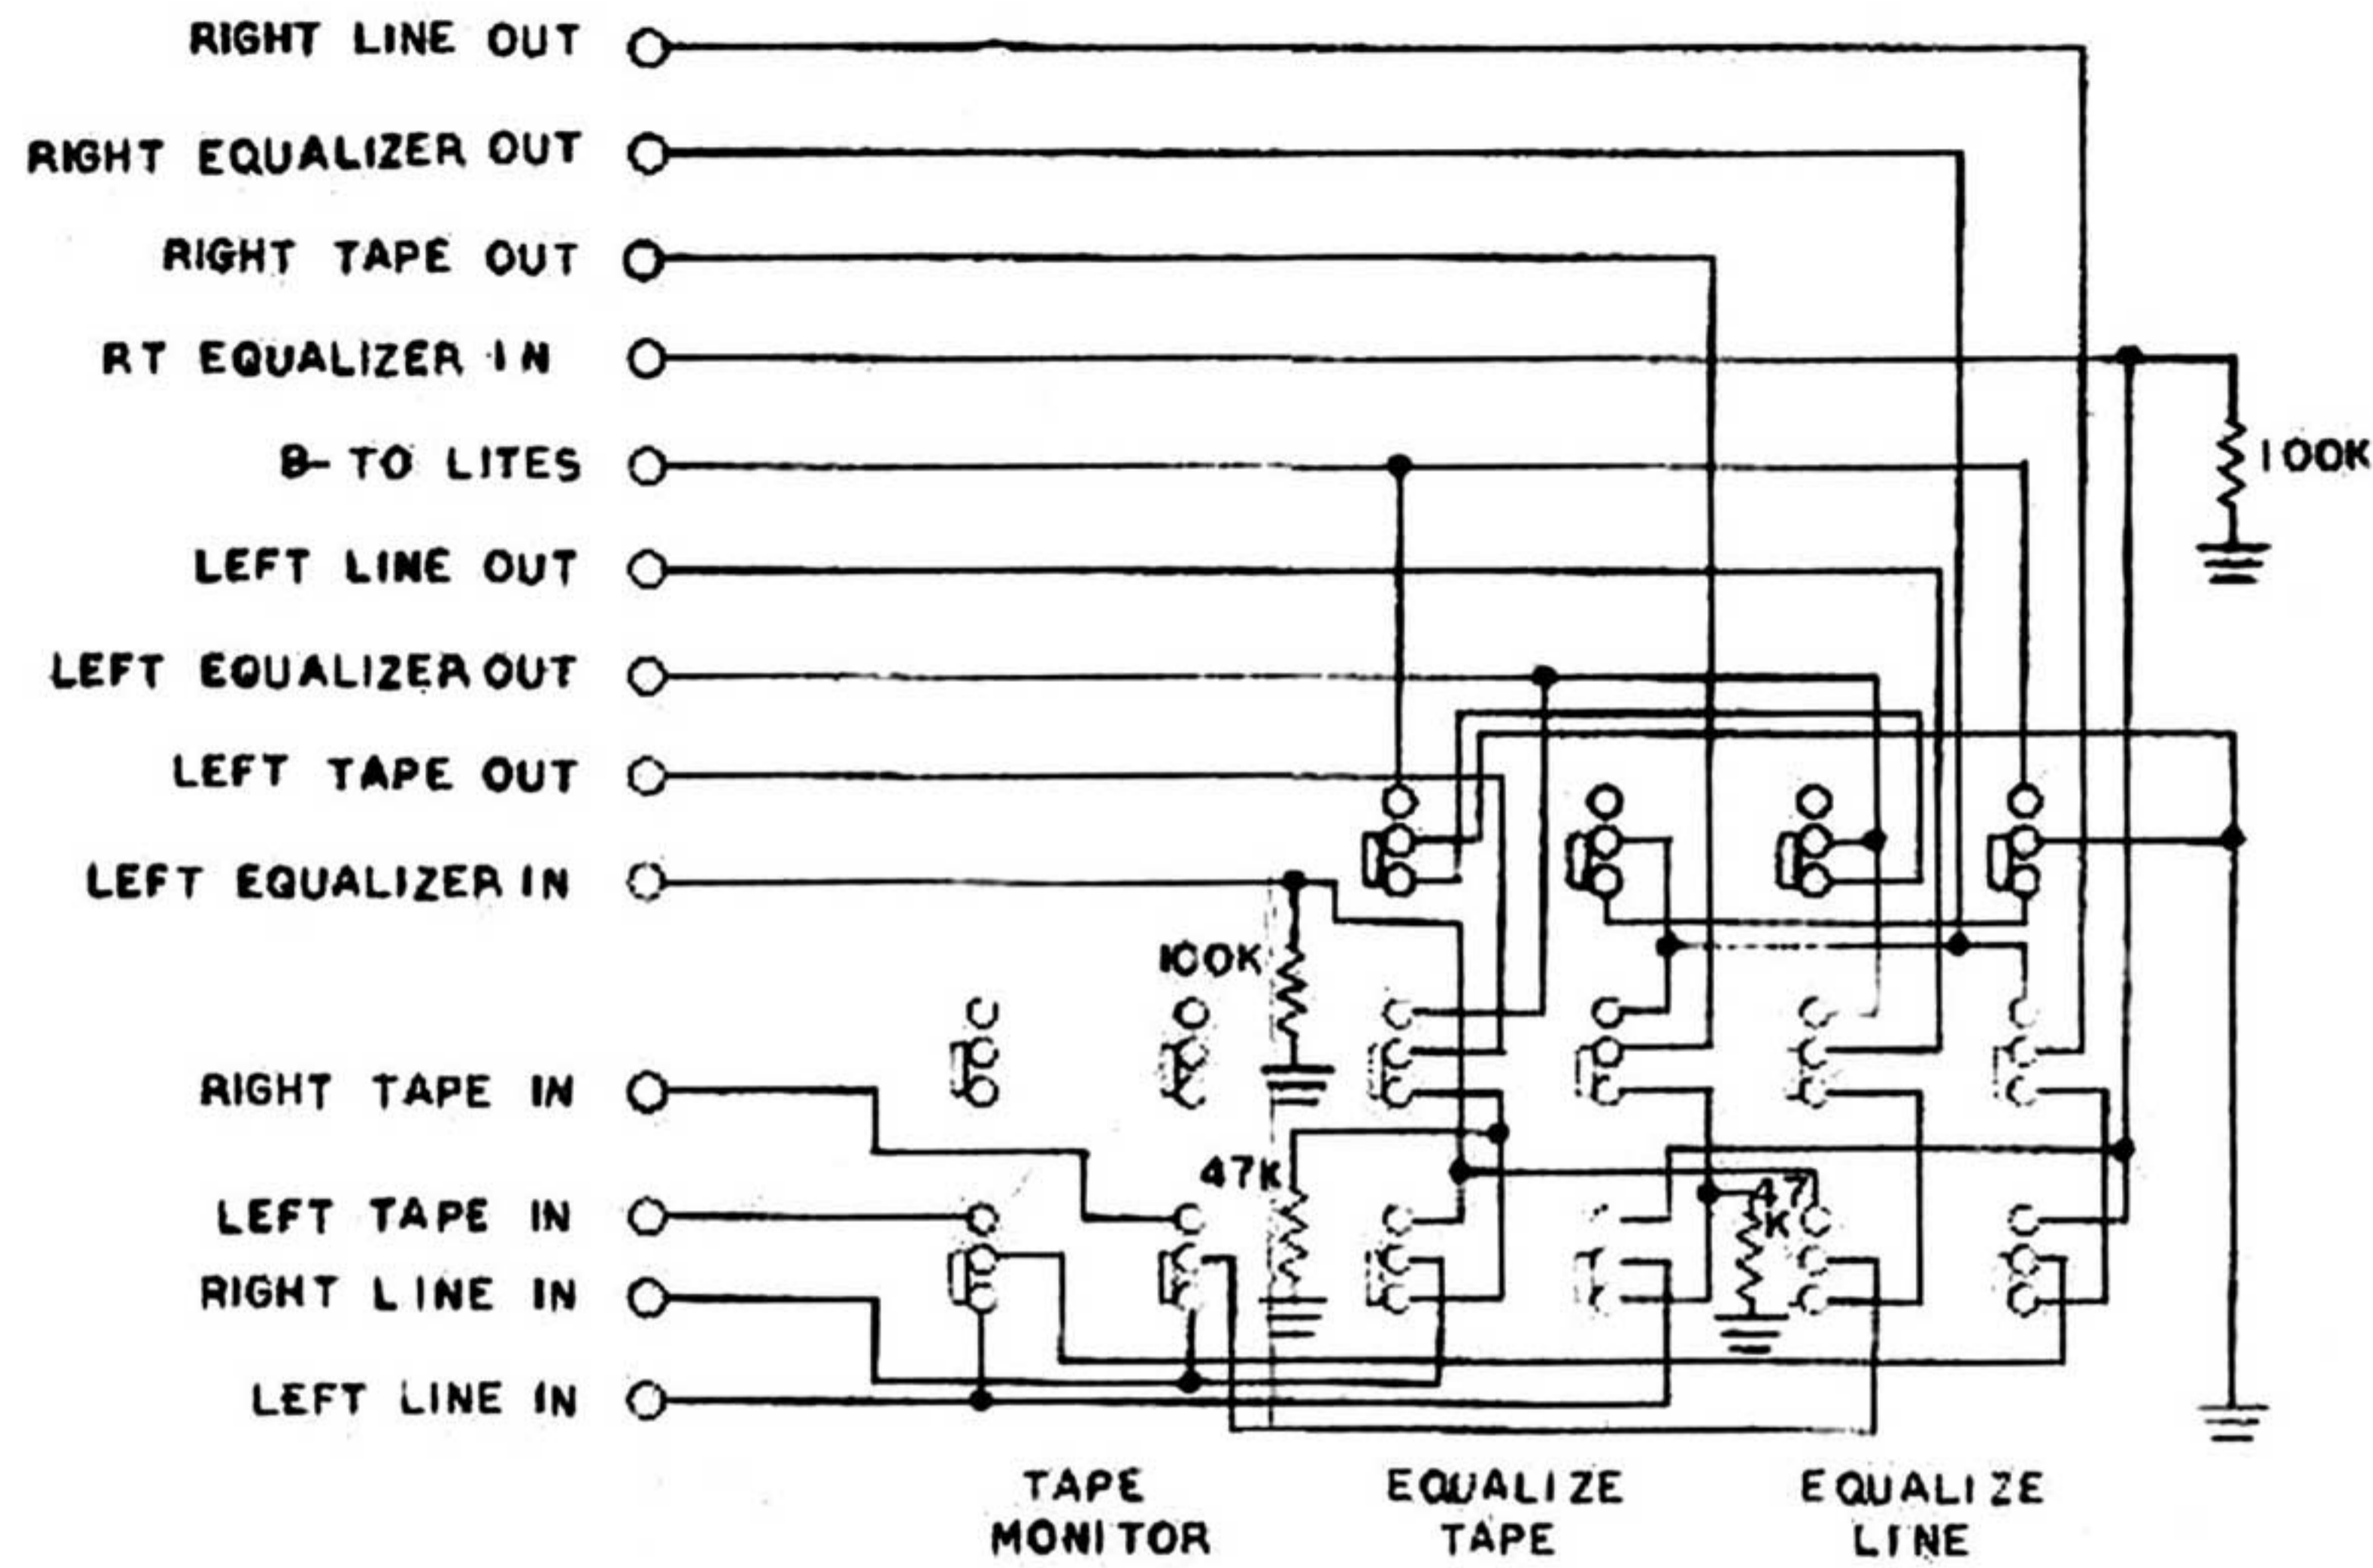 RIGHT LINE OUT
RIGHT EQUALIZER OUT
RIGHT TAPE OUT
RT EQUALIZER IN
B- TO LITES
100K
LEFT LINE OUT
LEFT EQUALIZER OUT
LEFT TAPE OUT
LEFT EQUALIZER IN
100K
RIGHT TAPE IN
47K
47
K
LEFT TAPE IN
RIGHT LINE IN
LEFT LINE IN
TAPE
MONITOR
EQUALIZE
TAPE
EQUALIZE
LINE